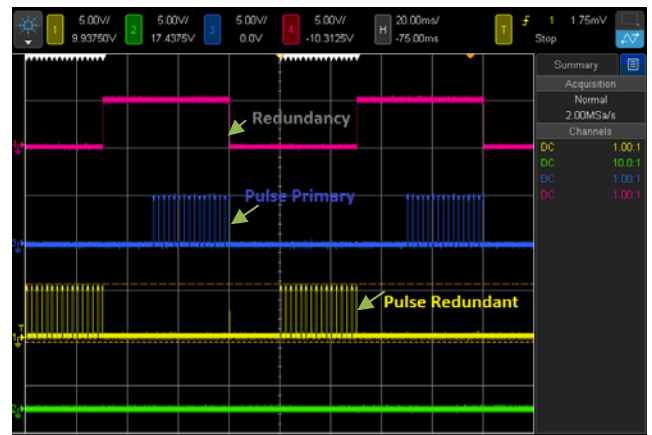 1 5.00V/ 9.93750V 2 5.00V/ 17.4375V 3 5.00V/ 0.0V 4 5.00V/ -10.3125V H 20.00ms/ -75.00ms T 1 1.75mV Stop
Summary
Acquisition
Normal
2.00MSa/s
Channels
DC 1.00:1
DC 10.0:1
DC 1.00:1
DC 1.00:1
Redundancy
Pulse Primary
Pulse Redundant